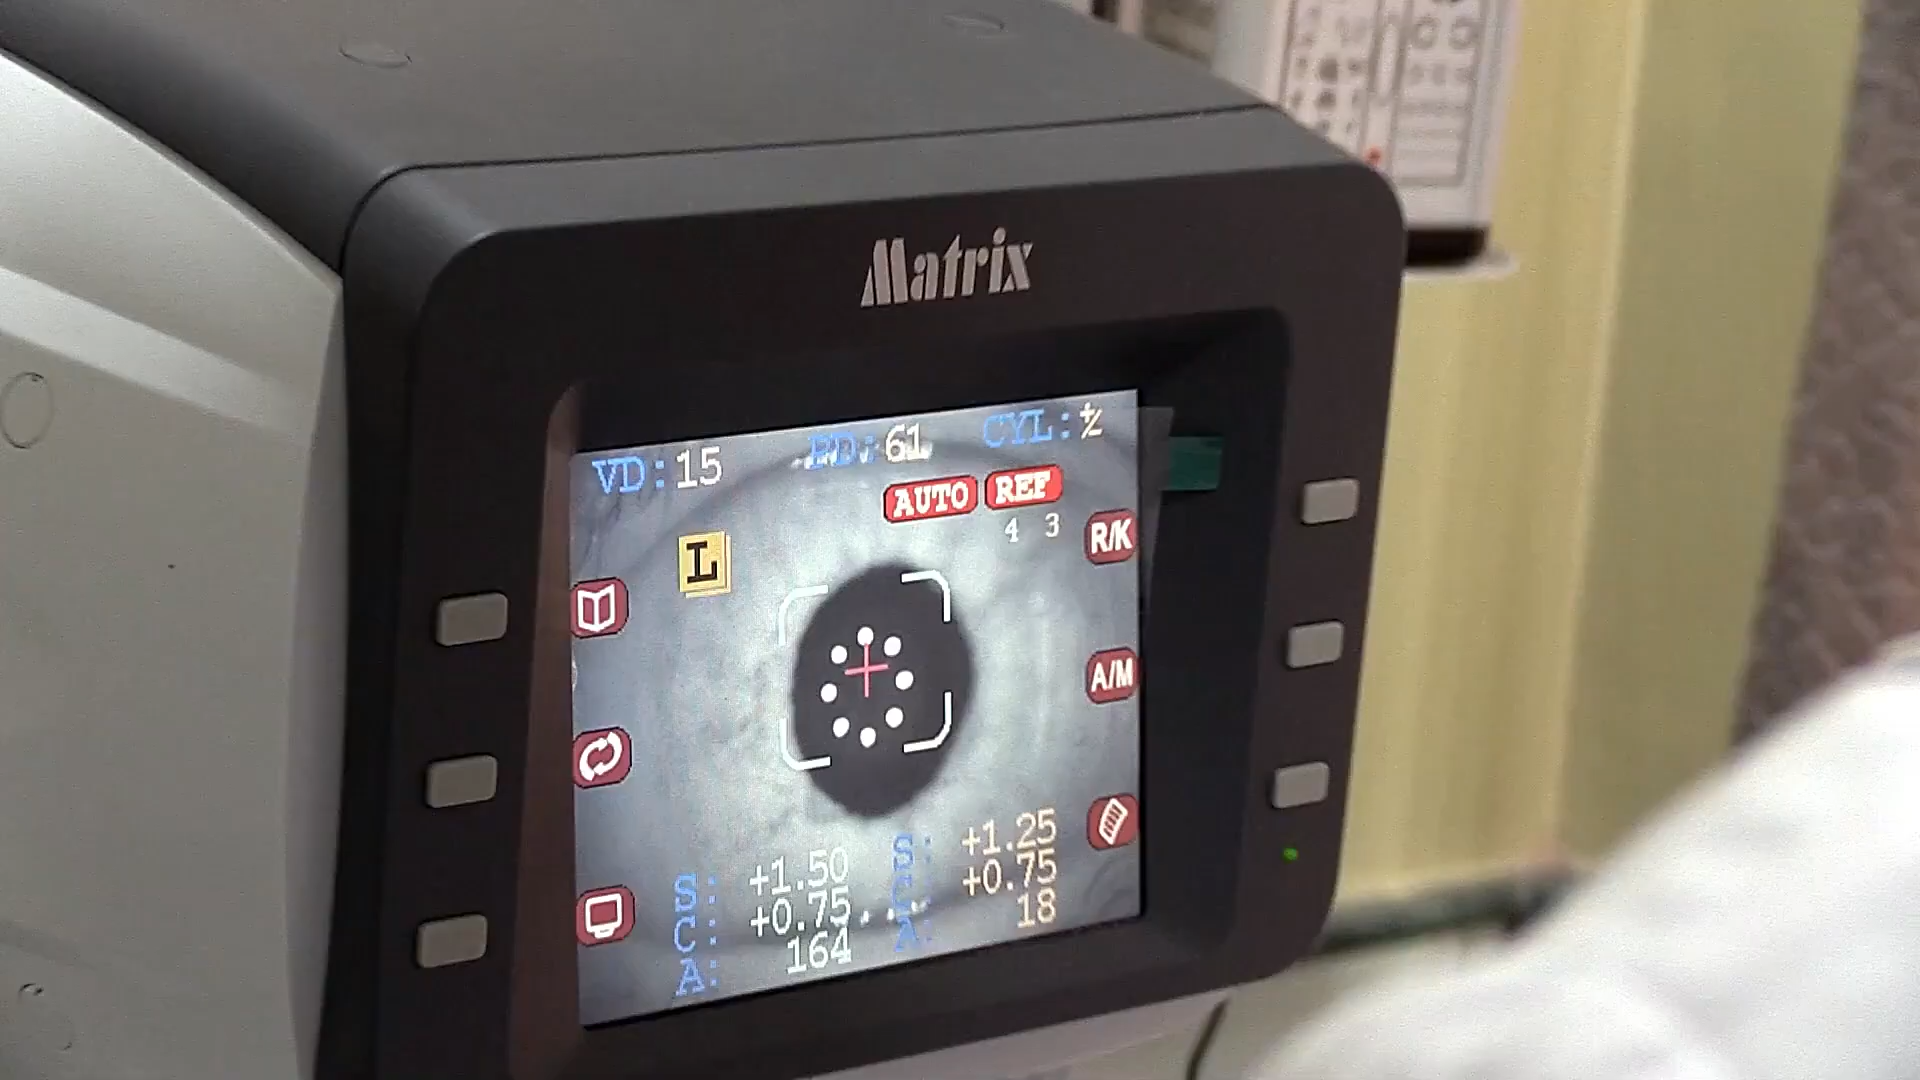 Matrix
VD: 15 PD: 61 CYL: ±
AUTO REF
4 3
R/K
L
A/M
S: +1.50 S: +1.25
C: +0.75 C: +0.75
A: 164 A: 18